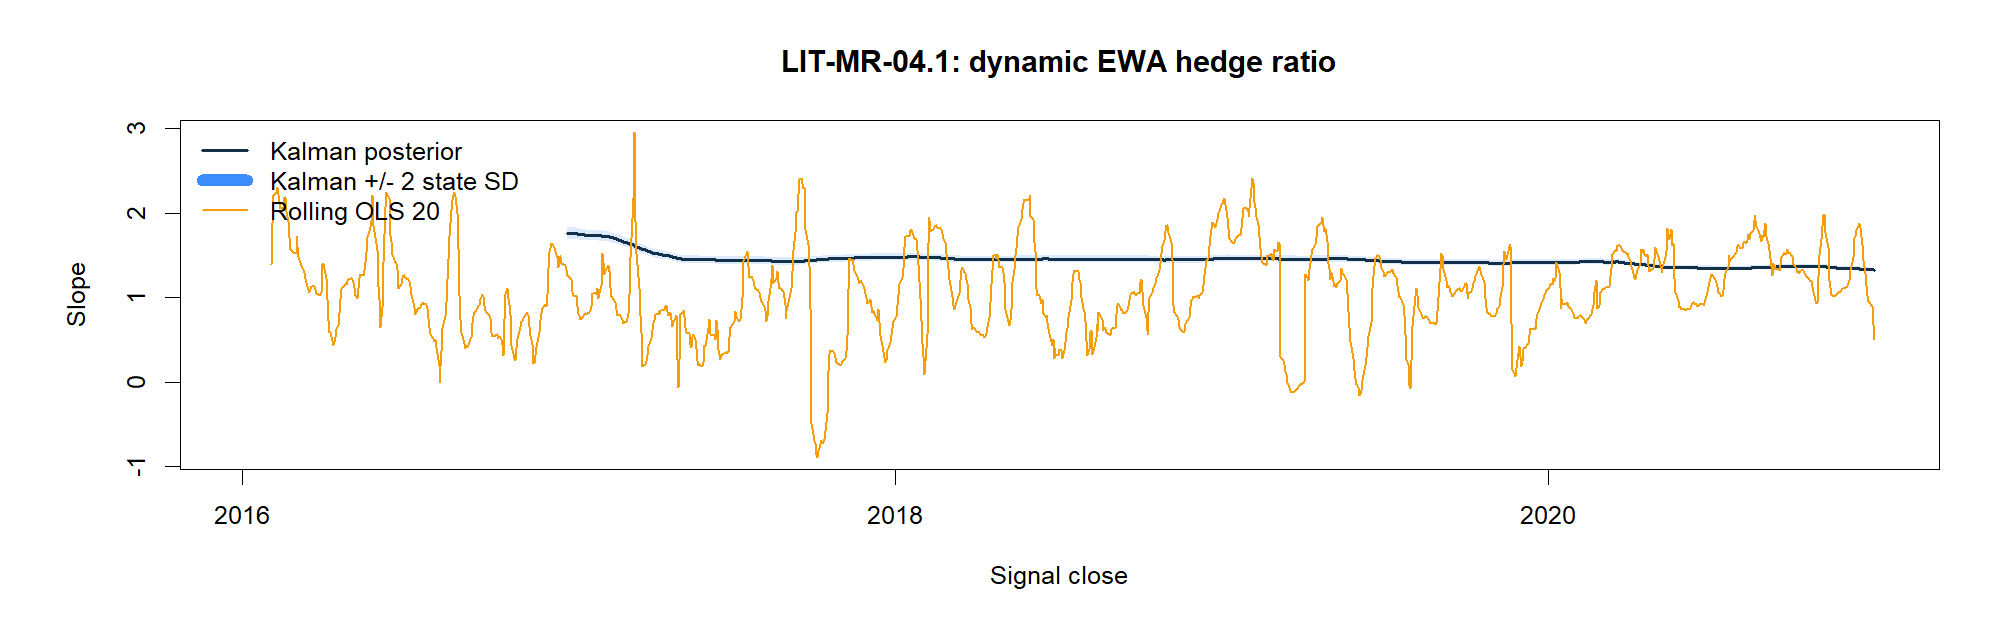 LIT-MR-04.1: dynamic EWA hedge ratio
Kalman posterior
Kalman +/- 2 state SD
Rolling OLS 20
3
2
1
0
-1
Slope
2016
2018
2020
Signal close